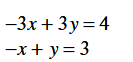 −3x + 3y = 4
−x + y = 3